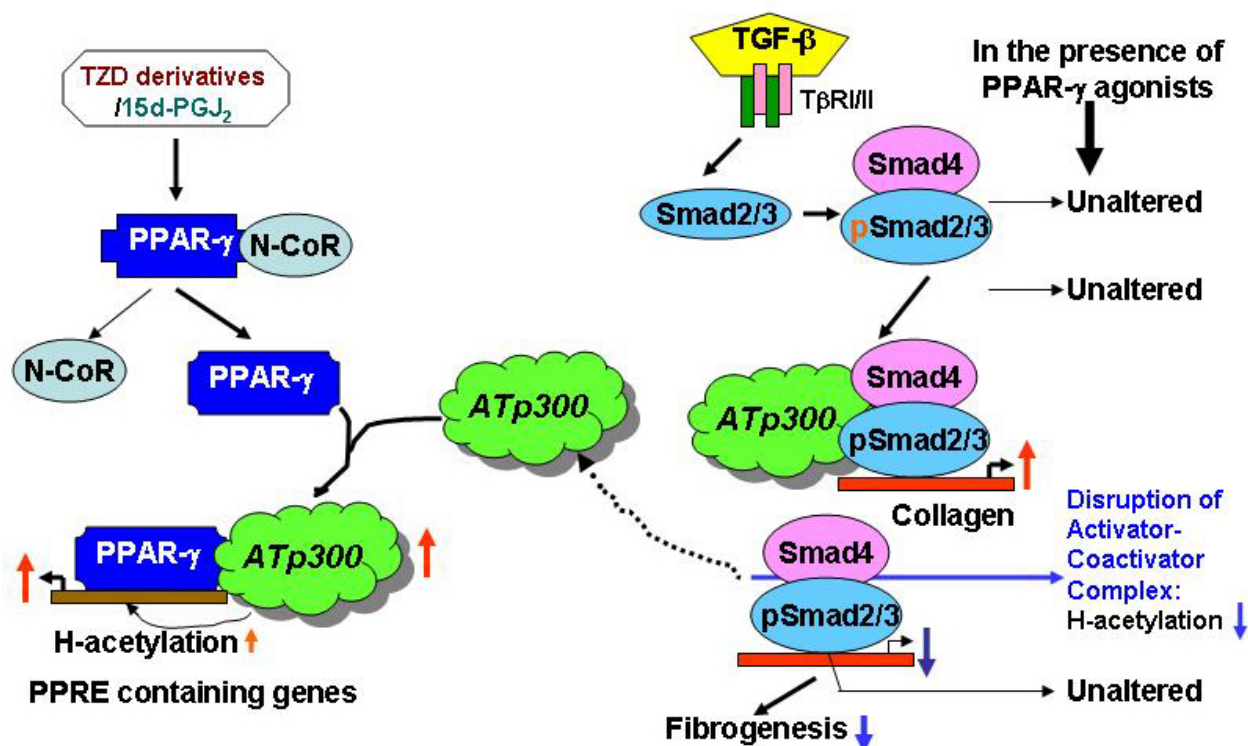 TZD derivatives
/15d-PGJ₂
PPAR-γ
N-CoR
N-CoR
PPAR-γ
ATp300
PPAR-γ
ATp300
H-acetylation
PPRE containing genes
TGF-β
TβRI/II
Smad2/3
Smad4
pSmad2/3
In the presence of
PPAR-γ agonists
Unaltered
Unaltered
ATp300
Smad4
pSmad2/3
Collagen
Smad4
pSmad2/3
Disruption of
Activator-
Coactivator
Complex:
H-acetylation
Unaltered
Fibrogenesis